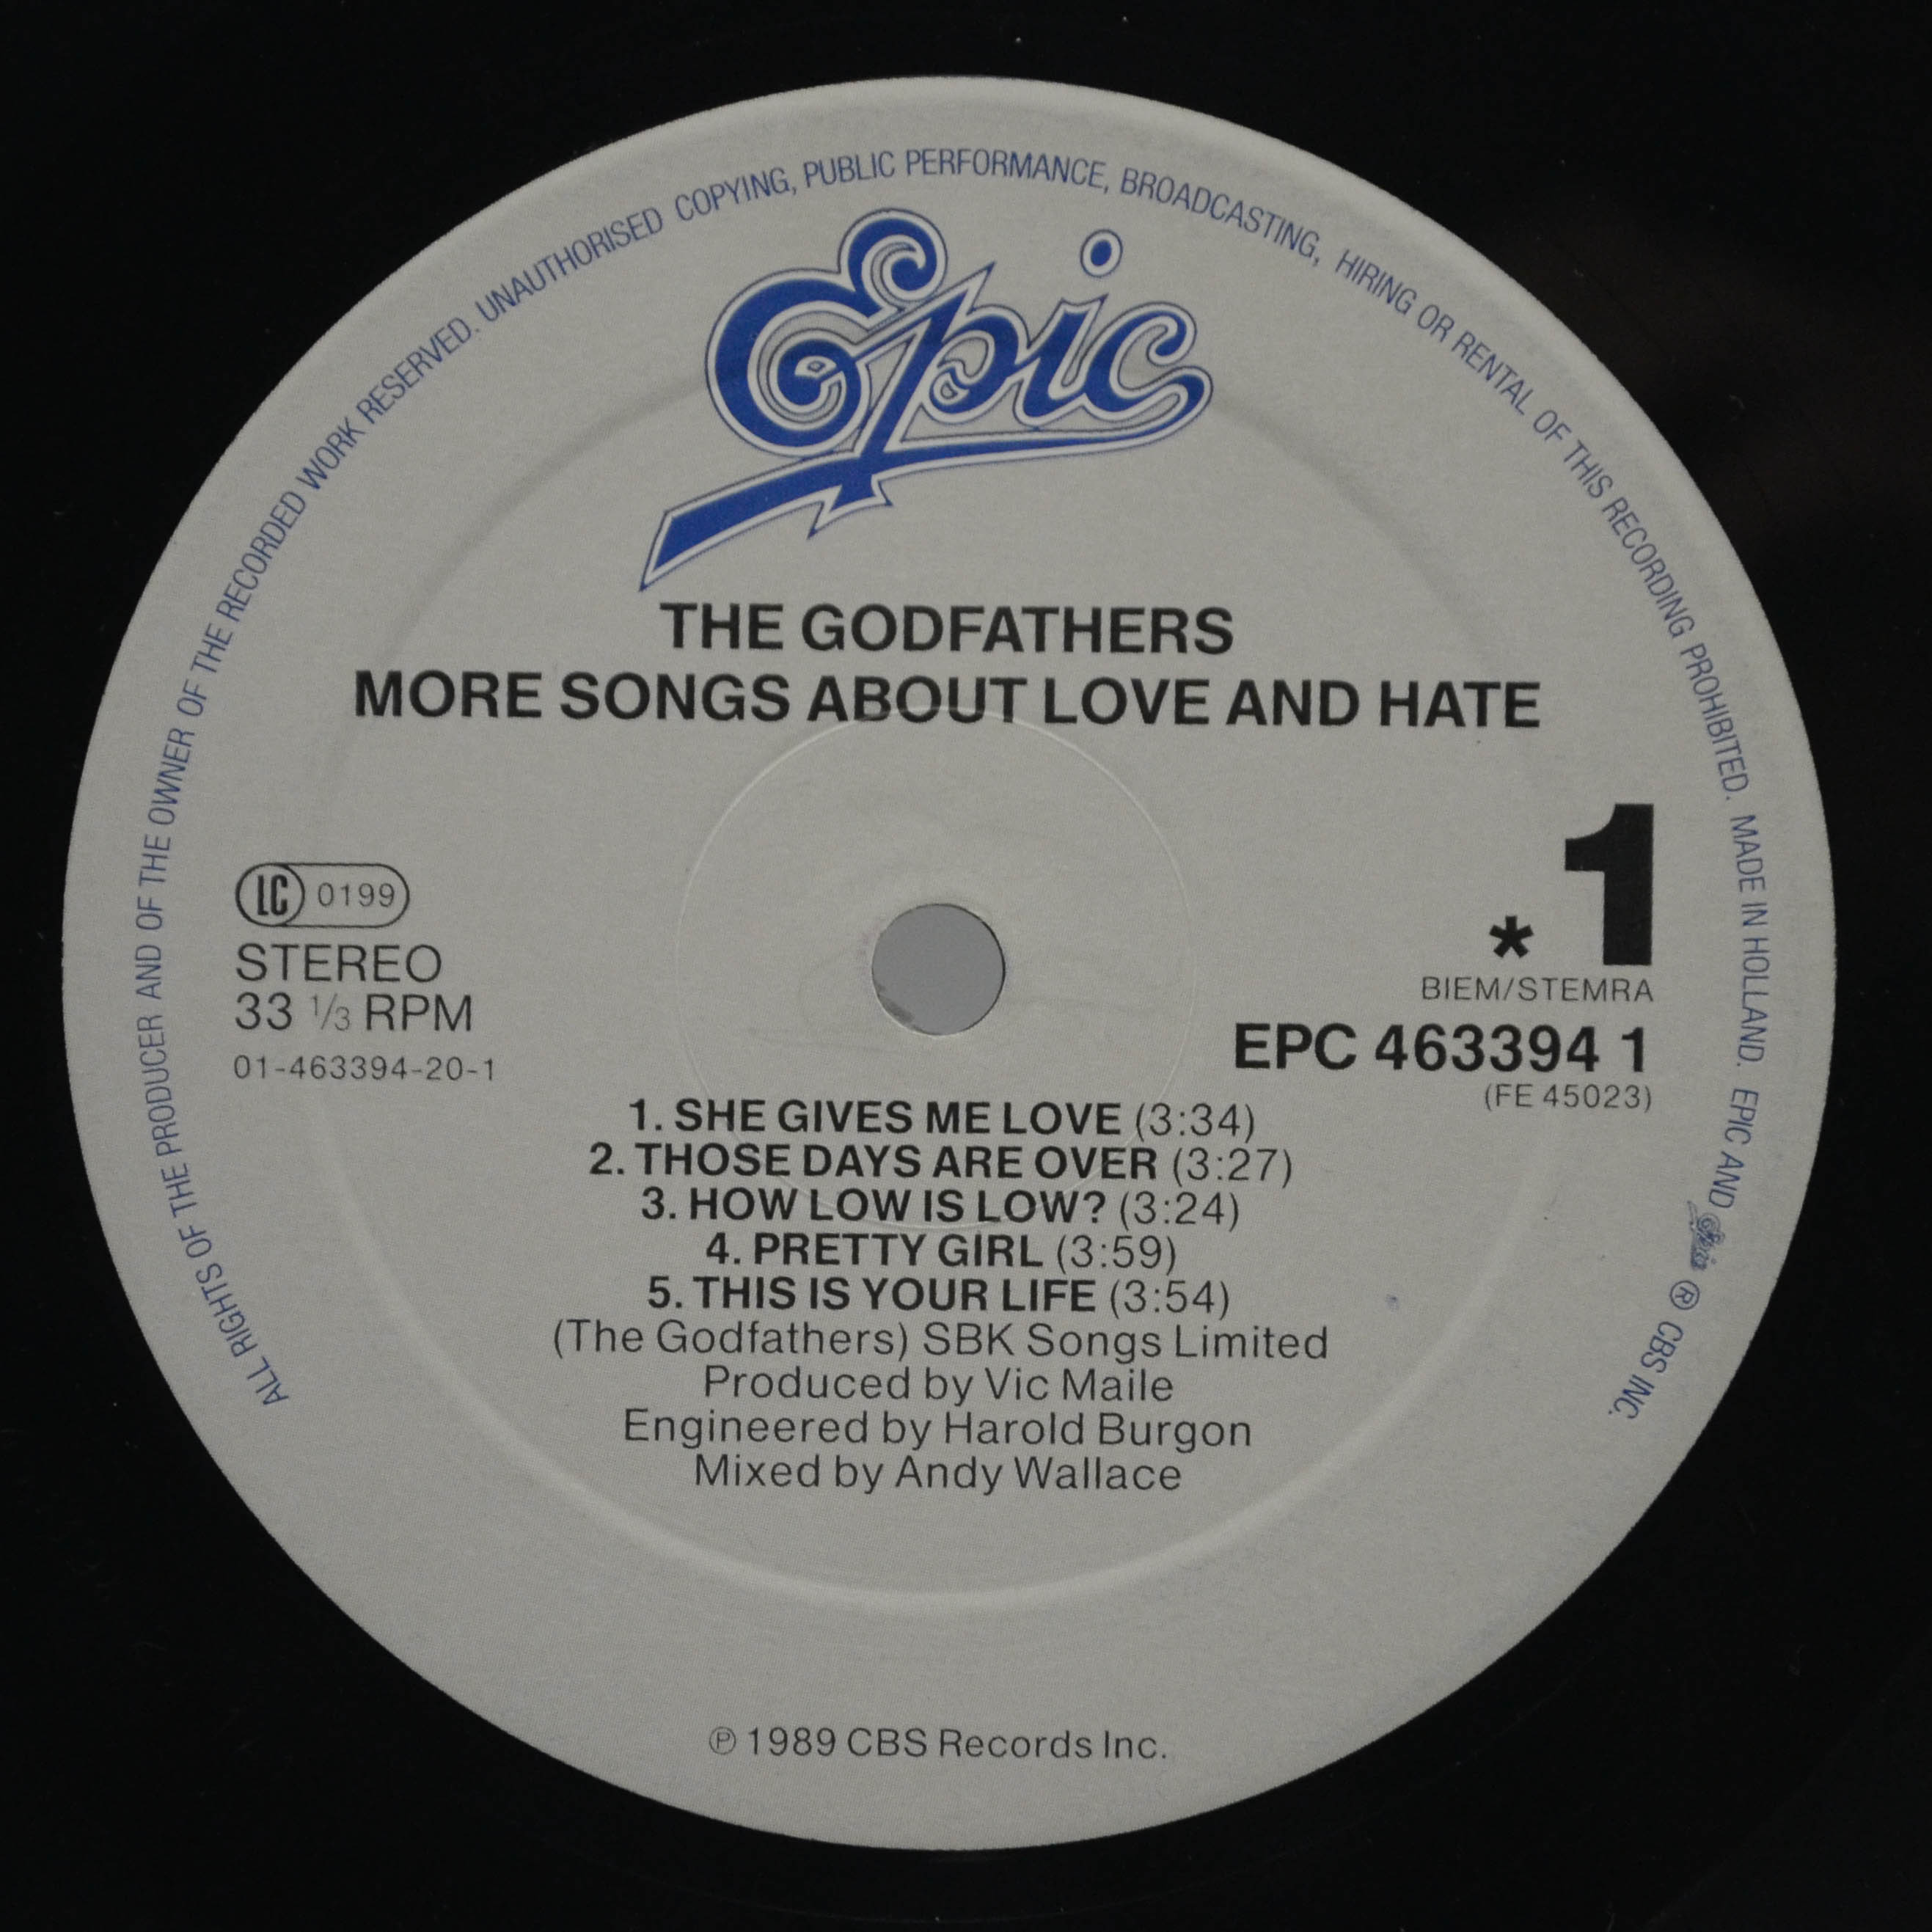 ALL RIGHTS OF THE PRODUCER AND OF THE OWNER OF THE RECORDED WORK RESERVED. UNAUTHORISED COPYING, PUBLIC PERFORMANCE, BROADCASTING, HIRING OR RENTAL OF THIS RECORDING PROHIBITED. MADE IN HOLLAND. EPIC AND Epic ® CBS INC.
Epic
THE GODFATHERS
MORE SONGS ABOUT LOVE AND HATE
LC 0199
STEREO
33 1/3 RPM
01-463394-20-1
* 1
BIEM/STEMRA
EPC 463394 1
(FE 45023)
1. SHE GIVES ME LOVE (3:34)
2. THOSE DAYS ARE OVER (3:27)
3. HOW LOW IS LOW? (3:24)
4. PRETTY GIRL (3:59)
5. THIS IS YOUR LIFE (3:54)
(The Godfathers) SBK Songs Limited
Produced by Vic Maile
Engineered by Harold Burgon
Mixed by Andy Wallace
℗ 1989 CBS Records Inc.